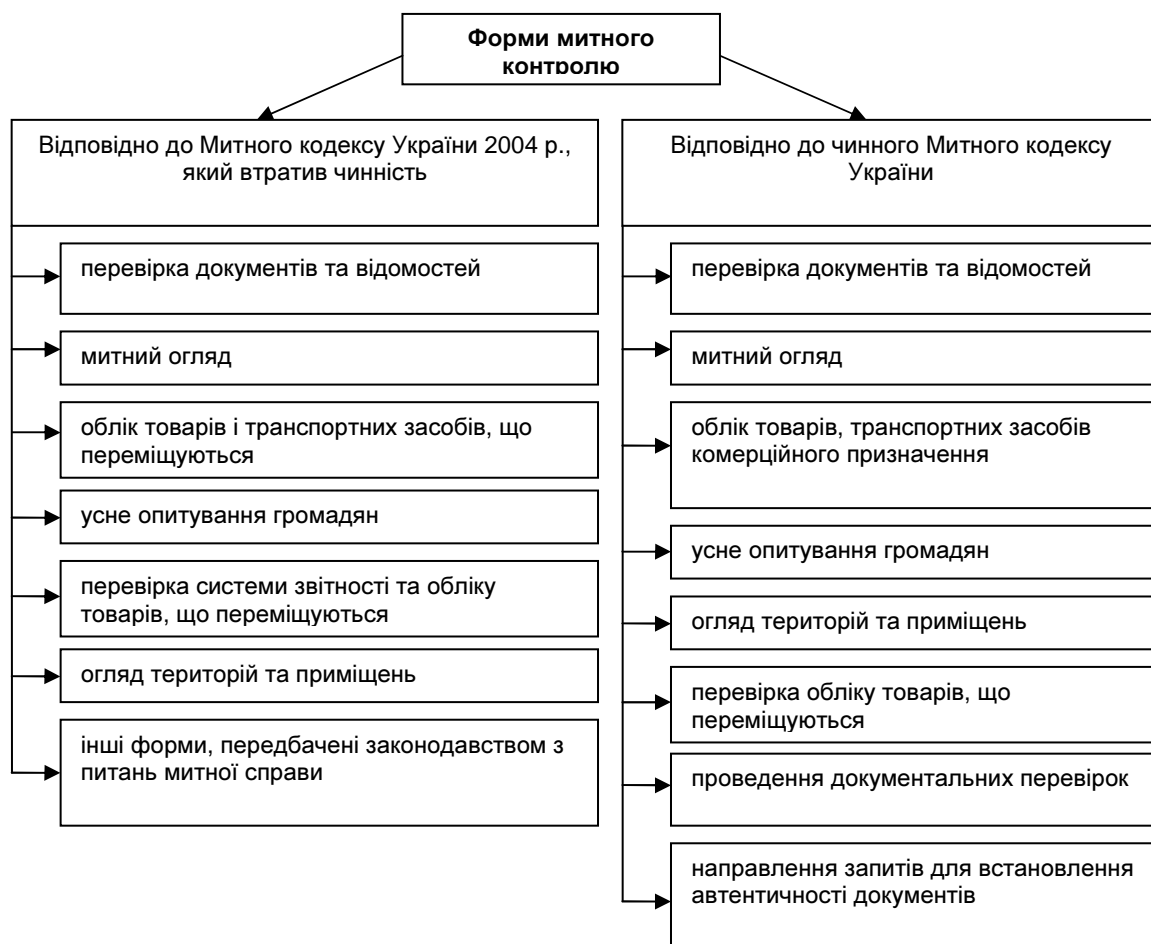 Форми митного
контролю
Відповідно до Митного кодексу України 2004 р.,
який втратив чинність
перевірка документів та відомостей
митний огляд
облік товарів і транспортних засобів, що
переміщуються
усне опитування громадян
перевірка системи звітності та обліку
товарів, що переміщуються
огляд територій та приміщень
інші форми, передбачені законодавством з
питань митної справи
Відповідно до чинного Митного кодексу
України
перевірка документів та відомостей
митний огляд
облік товарів, транспортних засобів
комерційного призначення
усне опитування громадян
огляд територій та приміщень
перевірка обліку товарів, що
переміщуються
проведення документальних перевірок
направлення запитів для встановлення
автентичності документів